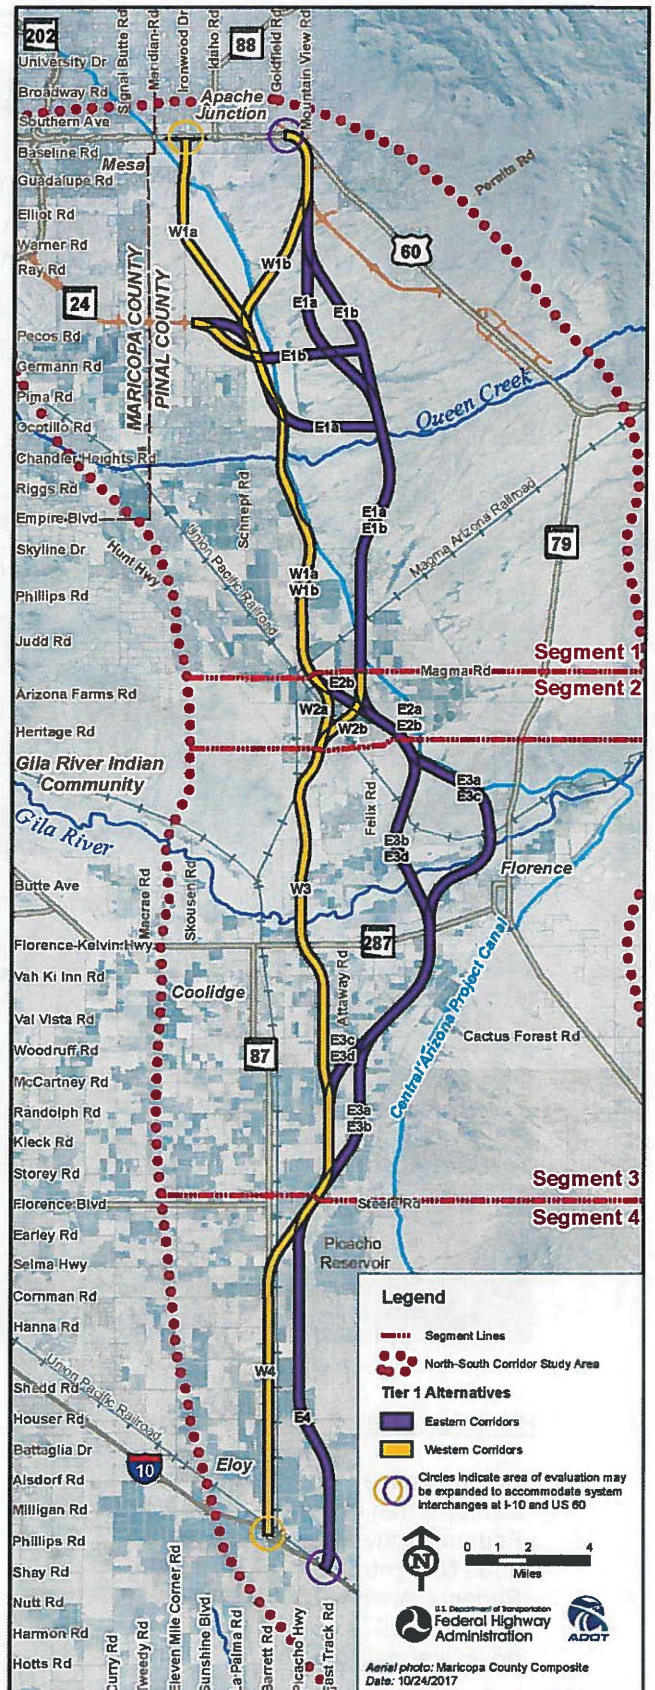 202
88
University Dr
Broadway Rd
Southern Ave
Baseline Rd
Guadalupe Rd
Elliot Rd
Warner Rd
Ray Rd
24
Pecos Rd
Germann Rd
Pima Rd
Ocotillo Rd
Chandler Heights Rd
Riggs Rd
Empire Blvd
Skyline Dr
Phillips Rd
Judd Rd
Arizona Farms Rd
Heritage Rd
Signal Butte Rd
Meridian Rd
Ironwood Dr
Idaho Rd
Goldfield Rd
Mountain View Rd
Apache
Junction
Mesa
Peralta Rd
60
MARICOPA COUNTY
PINAL COUNTY
W1a
W1b
E1a
E1b
E1b
E1a
Queen Creek
Schnepf Rd
Union Pacific Railroad
Magma Arizona Railroad
Hunt Hwy
E1a
E1b
79
W1a
W1b
Segment 1
Segment 2
Magma Rd
E2b
W2a
W2b
E2a
E2b
Gila River Indian
Community
Gila River
Felix Rd
E3a
E3c
E3b
E3d
Florence
Butte Ave
Macrae Rd
Skousen Rd
W3
Florence-Kelvin Hwy
287
Vah Ki Inn Rd
Coolidge
Attaway Rd
Val Vista Rd
Woodruff Rd
McCartney Rd
87
E3c
E3d
Central Arizona Project Canal
Cactus Forest Rd
Randolph Rd
Kleck Rd
Storey Rd
E3a
E3b
Segment 3
Segment 4
Florence Blvd
Steele Rd
Earley Rd
Selma Hwy
Picacho
Reservoir
Cornman Rd
Hanna Rd
Union Pacific Railroad
Shedd Rd
Houser Rd
Battaglia Dr
Alsdorf Rd
Milligan Rd
Phillips Rd
Shay Rd
Nutt Rd
Harmon Rd
Hotts Rd
W4
E4
10
Eloy
Curry Rd
Tweedy Rd
Eleven Mile Corner Rd
Sunshine Blvd
La Palma Rd
Barrett Rd
Picacho Hwy
East Track Rd
Legend
Segment Lines
North-South Corridor Study Area
Tier 1 Alternatives
Eastern Corridors
Western Corridors
Circles indicate area of evaluation may
be expanded to accommodate system
interchanges at I-10 and US 60
N
0 1 2 4
Miles
U.S. Department of Transportation
Federal Highway
Administration
ADOT
Aerial photo: Maricopa County Composite
Date: 10/24/2017